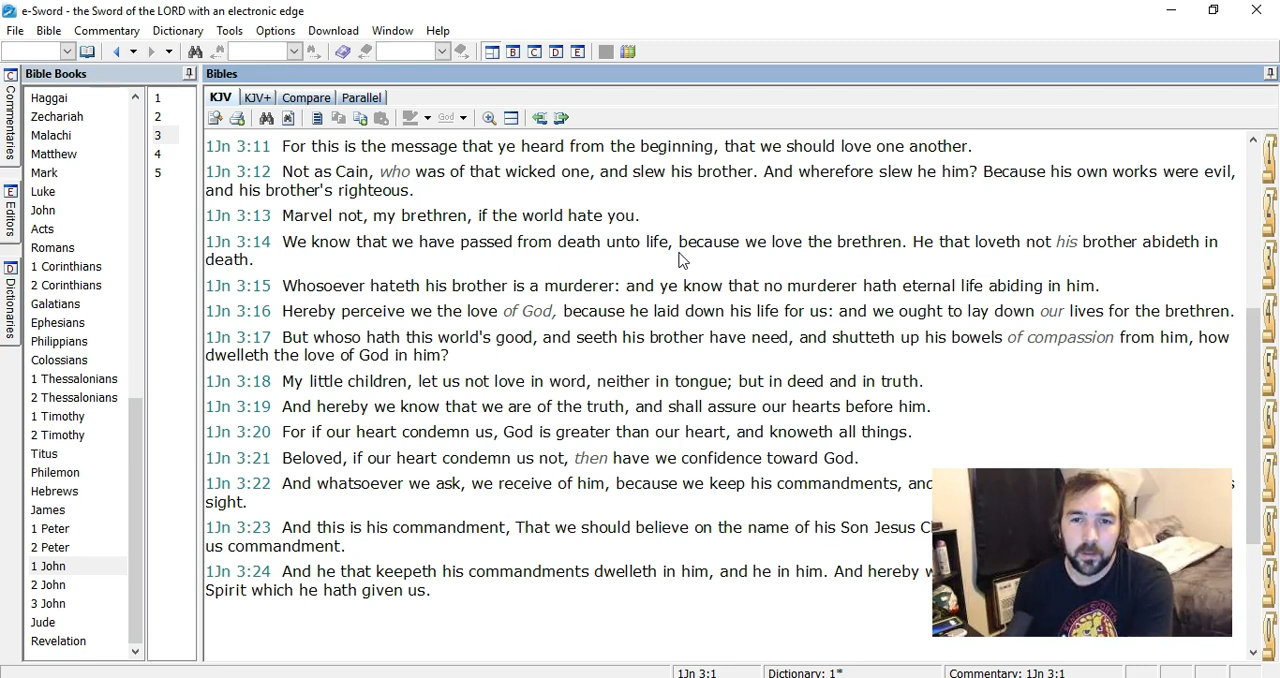 e-Sword - the Sword of the LORD with an electronic edge
File Bible Commentary Dictionary Tools Options Download Window Help
B C D E
C Commentaries
E Editors
D Dictionaries
Bible Books
Haggai
Zechariah
Malachi
Matthew
Mark
Luke
John
Acts
Romans
1 Corinthians
2 Corinthians
Galatians
Ephesians
Philippians
Colossians
1 Thessalonians
2 Thessalonians
1 Timothy
2 Timothy
Titus
Philemon
Hebrews
James
1 Peter
2 Peter
1 John
2 John
3 John
Jude
Revelation
1
2
3
4
5
Bibles
KJV KJV+ Compare Parallel
God
1Jn 3:11 For this is the message that ye heard from the beginning, that we should love one another.
1Jn 3:12 Not as Cain, who was of that wicked one, and slew his brother. And wherefore slew he him? Because his own works were evil,
and his brother's righteous.
1Jn 3:13 Marvel not, my brethren, if the world hate you.
1Jn 3:14 We know that we have passed from death unto life, because we love the brethren. He that loveth not his brother abideth in
death.
1Jn 3:15 Whosoever hateth his brother is a murderer: and ye know that no murderer hath eternal life abiding in him.
1Jn 3:16 Hereby perceive we the love of God, because he laid down his life for us: and we ought to lay down our lives for the brethren.
1Jn 3:17 But whoso hath this world's good, and seeth his brother have need, and shutteth up his bowels of compassion from him, how
dwelleth the love of God in him?
1Jn 3:18 My little children, let us not love in word, neither in tongue; but in deed and in truth.
1Jn 3:19 And hereby we know that we are of the truth, and shall assure our hearts before him.
1Jn 3:20 For if our heart condemn us, God is greater than our heart, and knoweth all things.
1Jn 3:21 Beloved, if our heart condemn us not, then have we confidence toward God.
1Jn 3:22 And whatsoever we ask, we receive of him, because we keep his commandments, and
sight.
1Jn 3:23 And this is his commandment, That we should believe on the name of his Son Jesus C
us commandment.
1Jn 3:24 And he that keepeth his commandments dwelleth in him, and he in him. And hereby w
Spirit which he hath given us.
1Jn 3:1 Dictionary: 1* Commentary: 1Jn 3:1